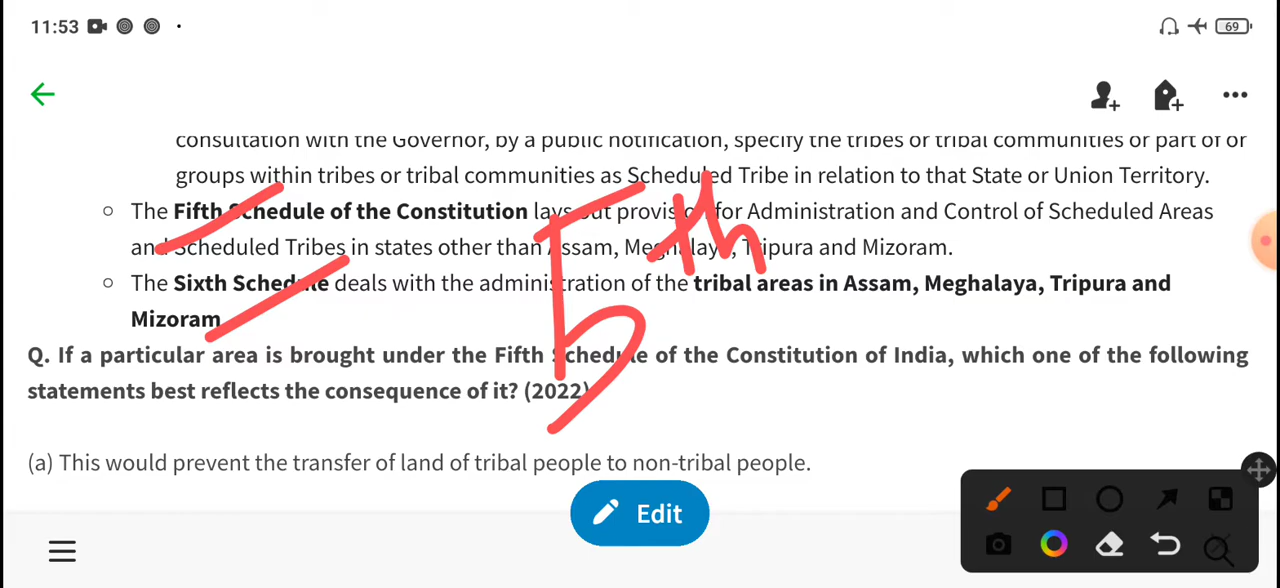 11:53
69
consultation with the Governor, by a public notification, specify the tribes or tribal communities or part of or
groups within tribes or tribal communities as Scheduled Tribe in relation to that State or Union Territory.
The Fifth Schedule of the Constitution lays out provision for Administration and Control of Scheduled Areas
and Scheduled Tribes in states other than Assam, Meghalaya, Tripura and Mizoram.
The Sixth Schedule deals with the administration of the tribal areas in Assam, Meghalaya, Tripura and
Mizoram
5th
Q. If a particular area is brought under the Fifth Schedule of the Constitution of India, which one of the following
statements best reflects the consequence of it? (2022)
(a) This would prevent the transfer of land of tribal people to non-tribal people.
Edit